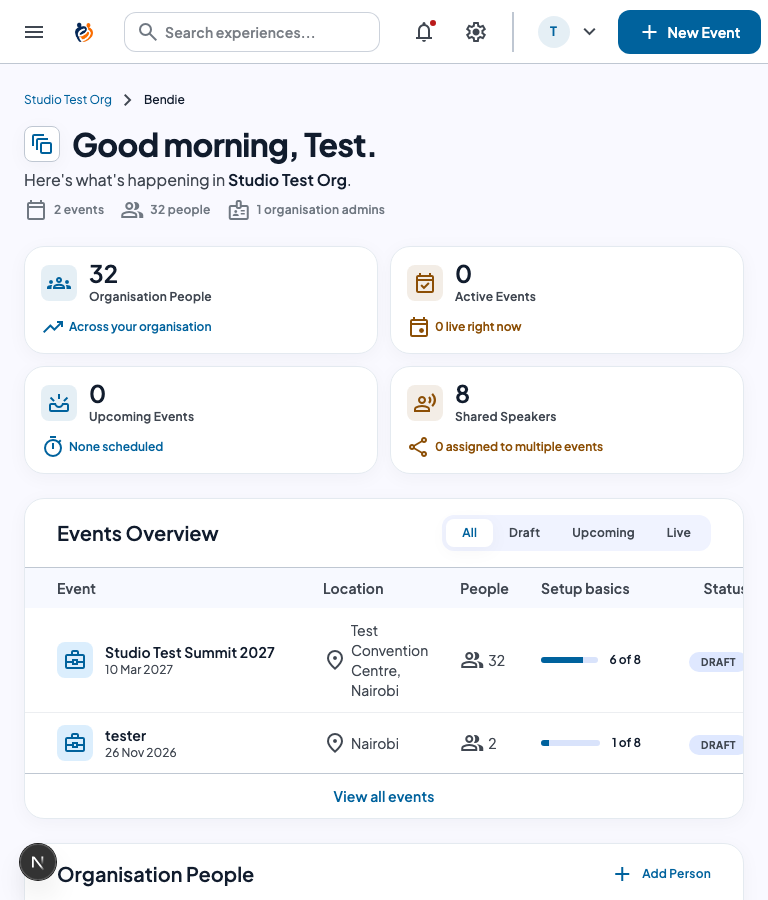 Search experiences...
T
New Event
Studio Test Org
Bendie
Good morning, Test.
Here's what's happening in Studio Test Org.
2 events
32 people
1 organisation admins
32
Organisation People
Across your organisation
0
Active Events
0 live right now
0
Upcoming Events
None scheduled
8
Shared Speakers
0 assigned to multiple events
Events Overview
All
Draft
Upcoming
Live
Event
Location
People
Setup basics
Status
Studio Test Summit 2027
10 Mar 2027
Test
Convention
Centre,
Nairobi
32
6 of 8
DRAFT
tester
26 Nov 2026
Nairobi
2
1 of 8
DRAFT
View all events
N
Organisation People
Add Person